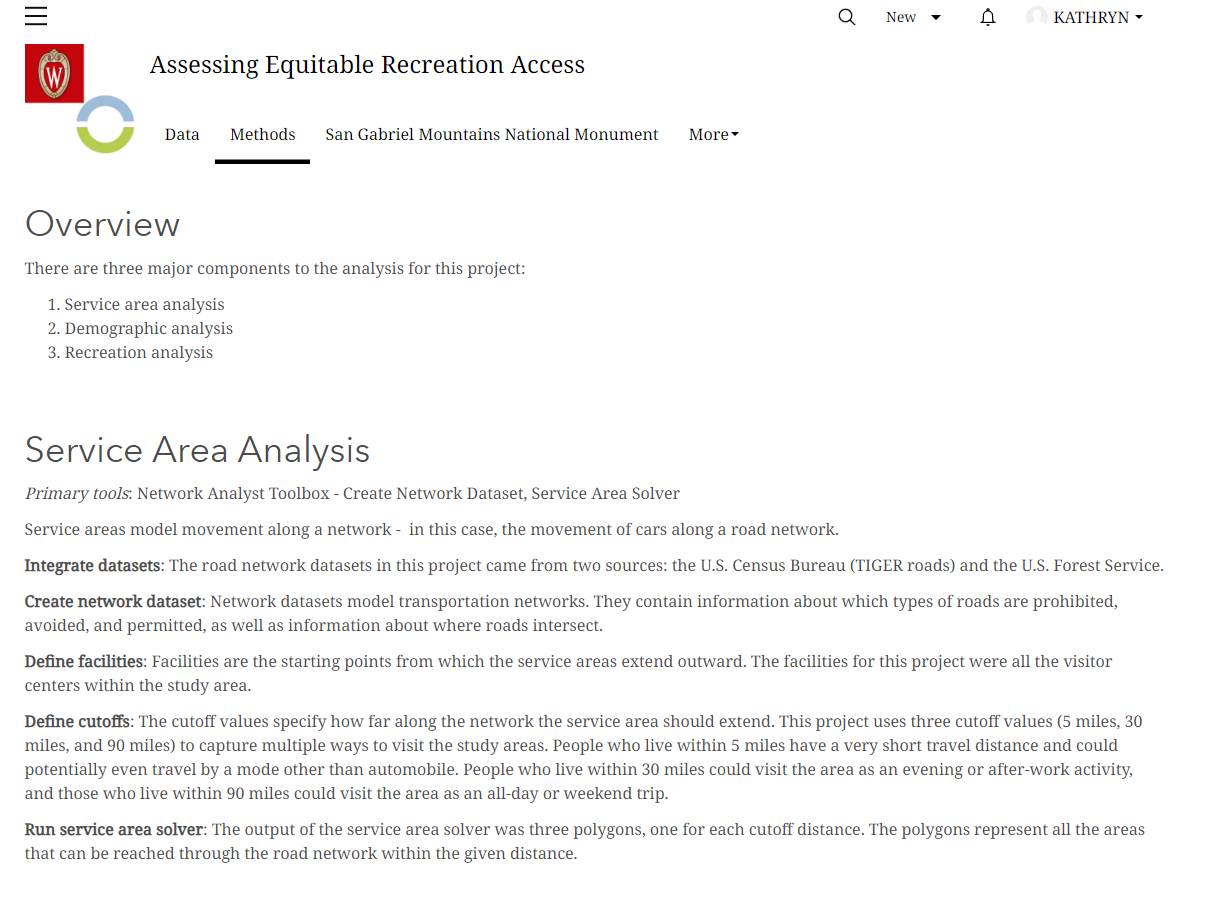 New
KATHRYN
W
Assessing Equitable Recreation Access
Data Methods San Gabriel Mountains National Monument More
Overview
There are three major components to the analysis for this project:
1. Service area analysis
2. Demographic analysis
3. Recreation analysis
Service Area Analysis
Primary tools: Network Analyst Toolbox - Create Network Dataset, Service Area Solver
Service areas model movement along a network - in this case, the movement of cars along a road network.
Integrate datasets: The road network datasets in this project came from two sources: the U.S. Census Bureau (TIGER roads) and the U.S. Forest Service.
Create network dataset: Network datasets model transportation networks. They contain information about which types of roads are prohibited,
avoided, and permitted, as well as information about where roads intersect.
Define facilities: Facilities are the starting points from which the service areas extend outward. The facilities for this project were all the visitor
centers within the study area.
Define cutoffs: The cutoff values specify how far along the network the service area should extend. This project uses three cutoff values (5 miles, 30
miles, and 90 miles) to capture multiple ways to visit the study areas. People who live within 5 miles have a very short travel distance and could
potentially even travel by a mode other than automobile. People who live within 30 miles could visit the area as an evening or after-work activity,
and those who live within 90 miles could visit the area as an all-day or weekend trip.
Run service area solver: The output of the service area solver was three polygons, one for each cutoff distance. The polygons represent all the areas
that can be reached through the road network within the given distance.